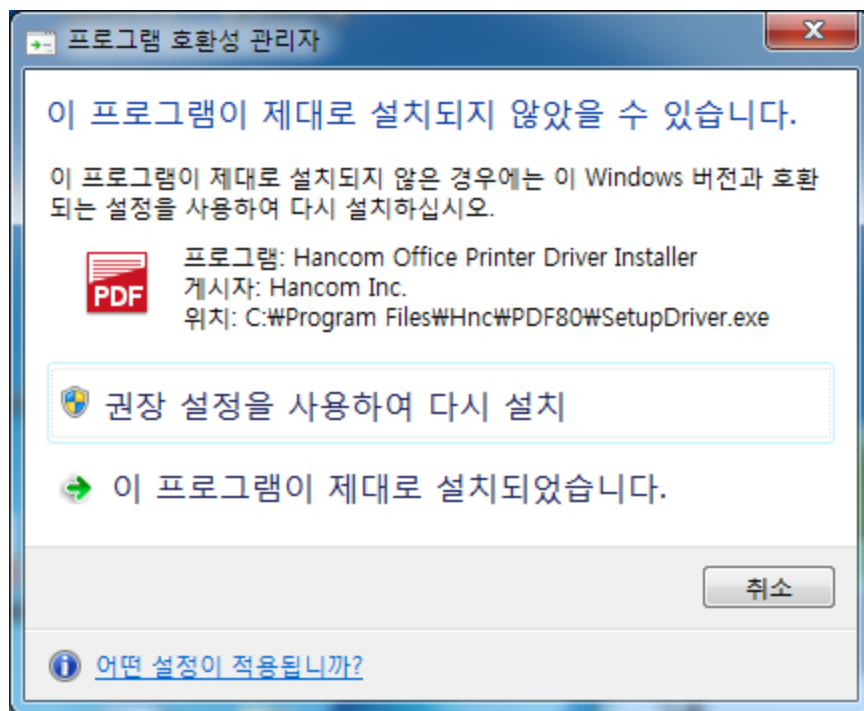 프로그램 호환성 관리자
이 프로그램이 제대로 설치되지 않았을 수 있습니다.
이 프로그램이 제대로 설치되지 않은 경우에는 이 Windows 버전과 호환
되는 설정을 사용하여 다시 설치하십시오.
PDF
프로그램: Hancom Office Printer Driver Installer
게시자: Hancom Inc.
위치: C:₩Program Files₩Hnc₩PDF80₩SetupDriver.exe
권장 설정을 사용하여 다시 설치
이 프로그램이 제대로 설치되었습니다.
취소
어떤 설정이 적용됩니까?